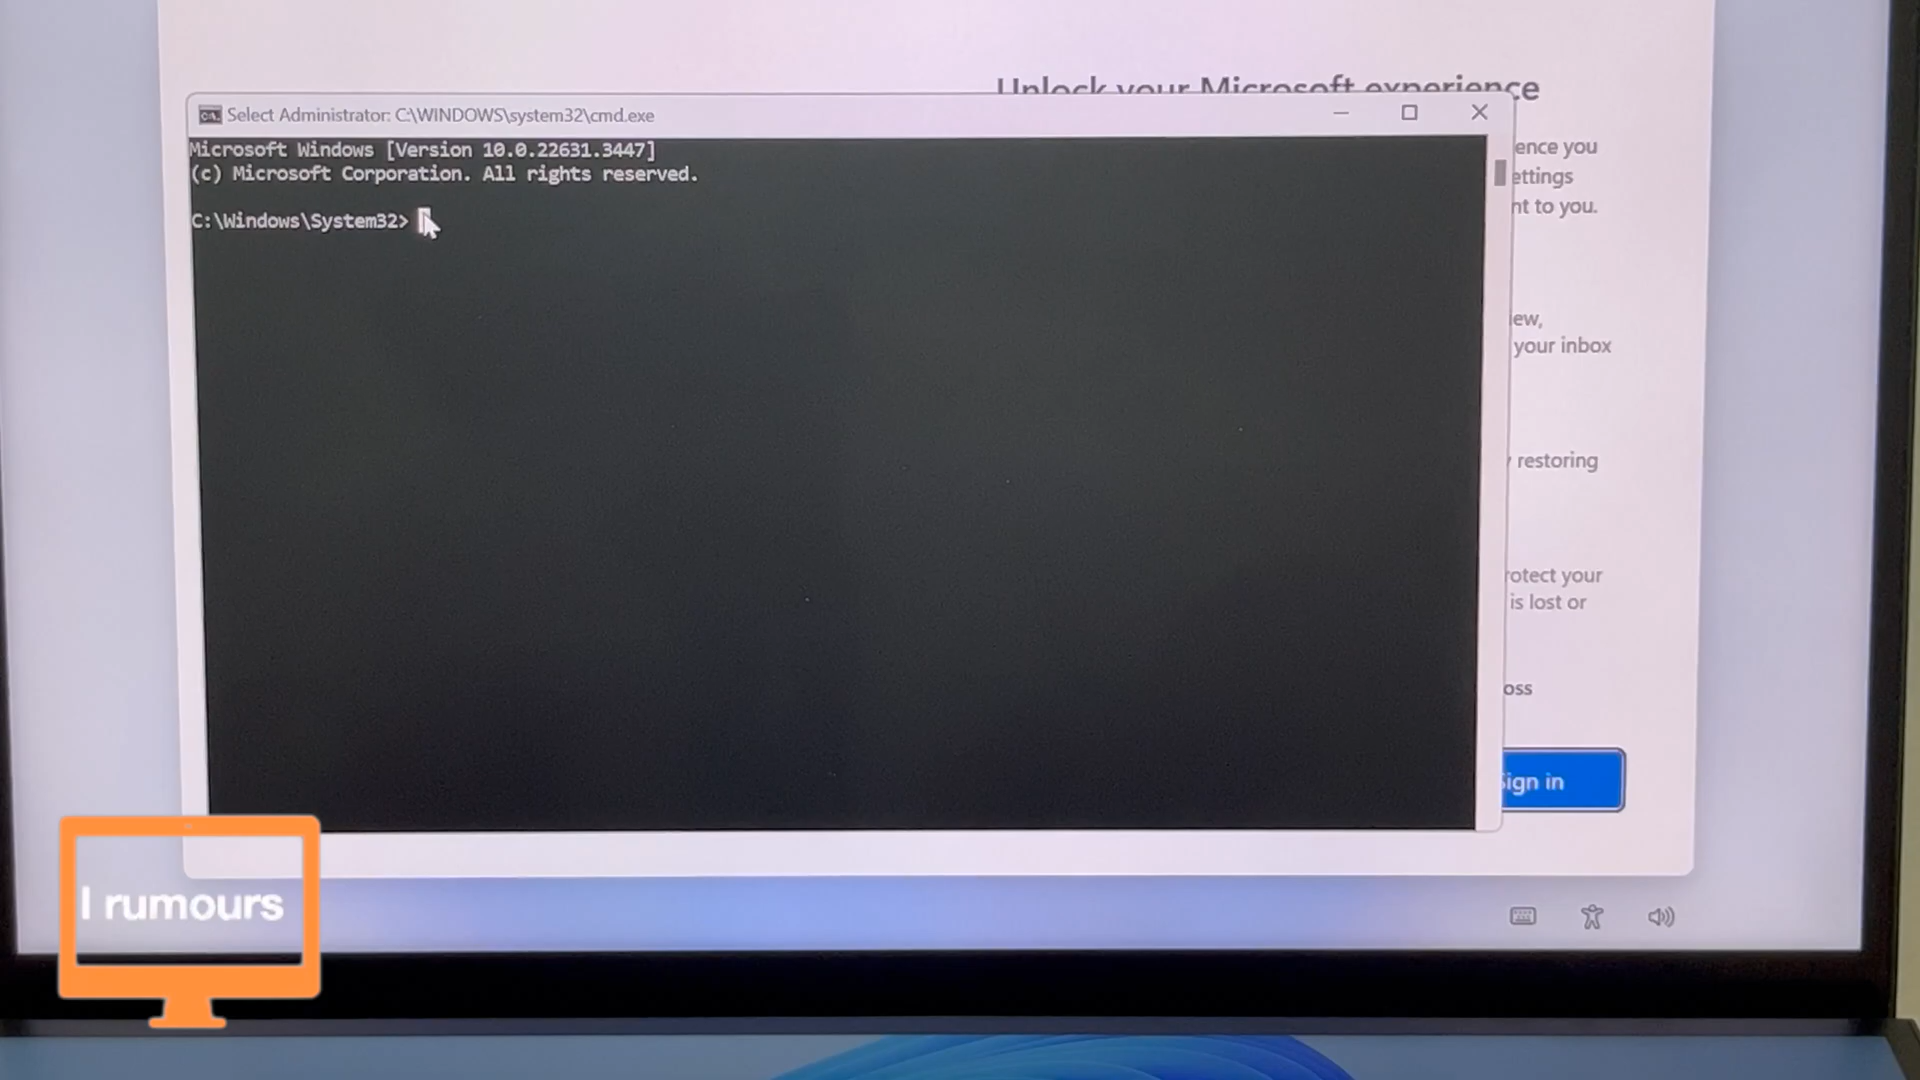 Unlock your Microsoft experience
Select Administrator: C:\WINDOWS\system32\cmd.exe
Microsoft Windows [Version 10.0.22631.3447]
(c) Microsoft Corporation. All rights reserved.
C:\Windows\System32>
ence you
ettings
nt to you.
ew,
your inbox
restoring
rotect your
is lost or
oss
Sign in
I rumours